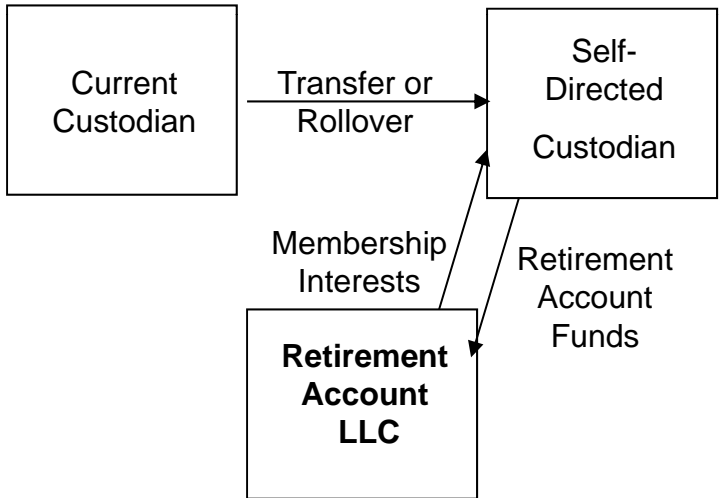 Current
Custodian
Transfer or
Rollover
Self-
Directed
Custodian
Membership
Interests
Retirement
Account
Funds
Retirement
Account
LLC